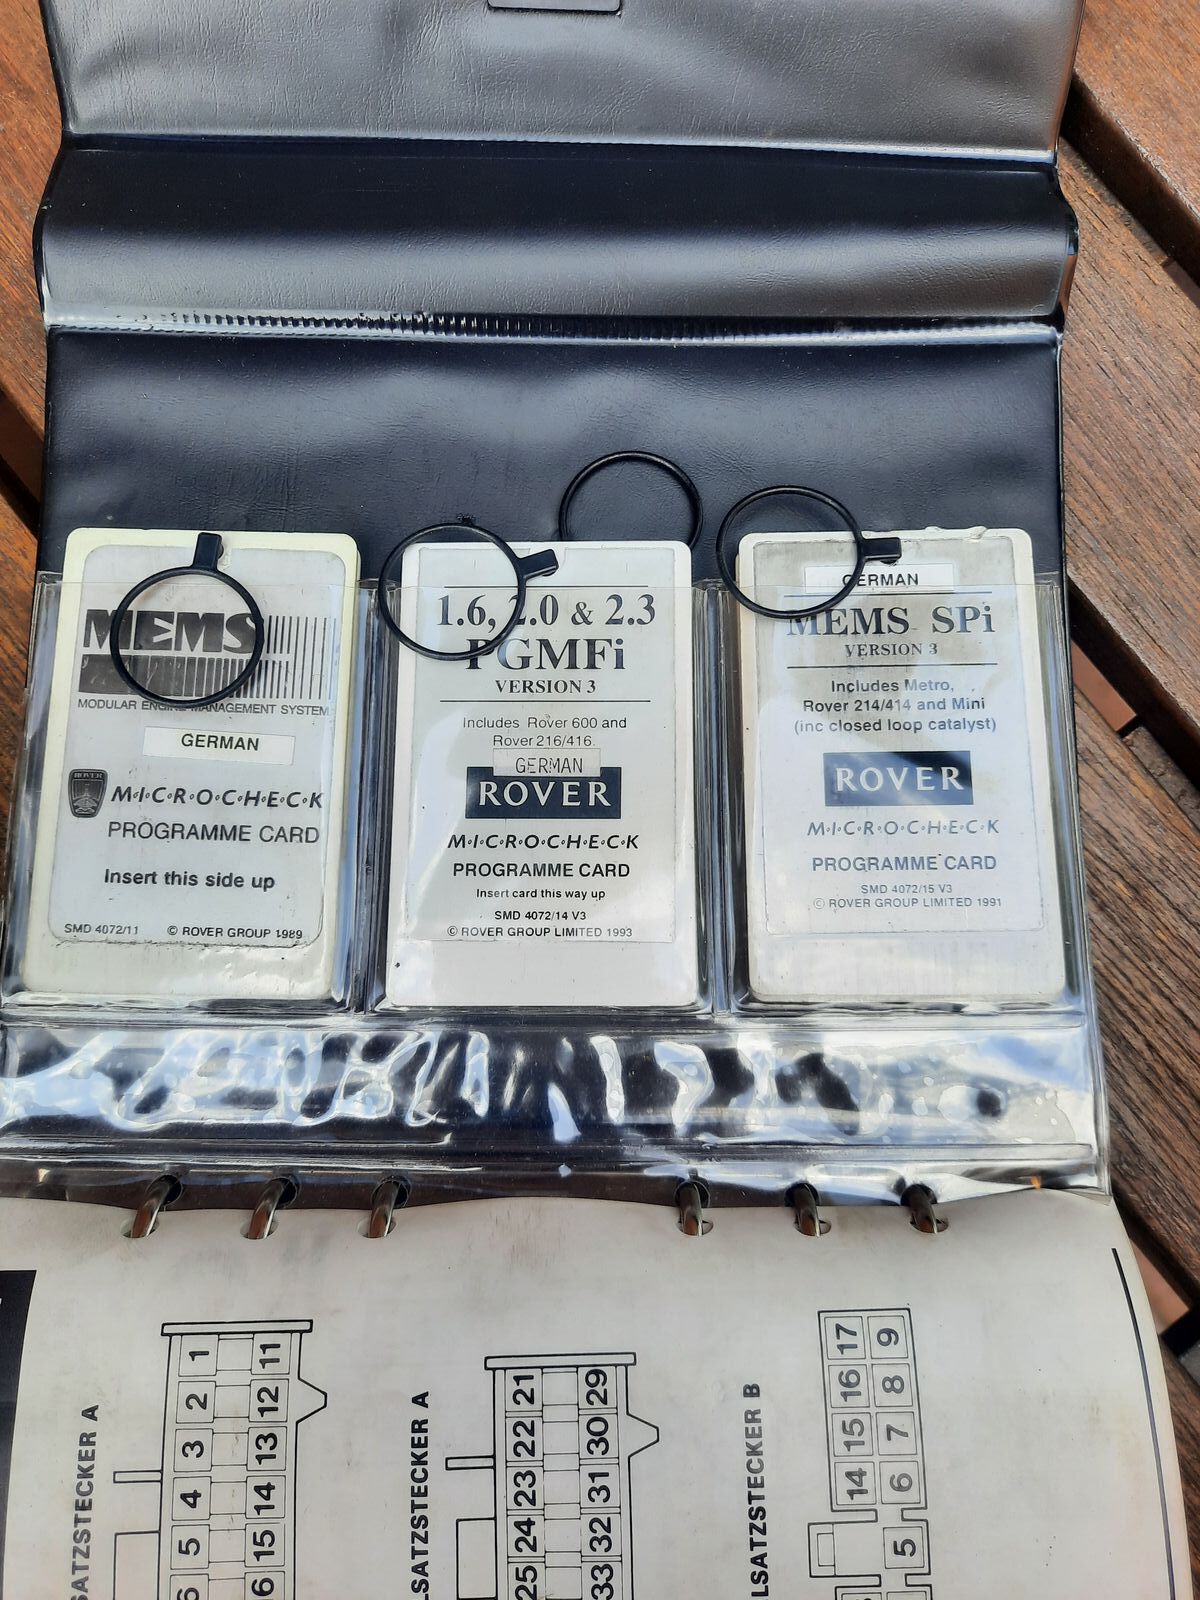 MEMS
MODULAR ENGINE MANAGEMENT SYSTEM
GERMAN
ROVER
M·I·C·R·O·C·H·E·C·K
PROGRAMME CARD
Insert this side up
SMD 4072/11 © ROVER GROUP 1989
1.6, 2.0 & 2.3
PGMFi
VERSION 3
Includes Rover 600 and
Rover 216/416.
GERMAN
ROVER
M·I·C·R·O·C·H·E·C·K
PROGRAMME CARD
Insert card this way up
SMD 4072/14 V3
© ROVER GROUP LIMITED 1993
GERMAN
MEMS SPi
VERSION 3
Includes Metro,
Rover 214/414 and Mini
(inc closed loop catalyst)
ROVER
M·I·C·R·O·C·H·E·C·K
PROGRAMME CARD
SMD 4072/15 V3
© ROVER GROUP LIMITED 1991
SATZSTECKER A
1 11
2 12
3 13
4 14
5 15
6 16
LSATZSTECKER A
21 29
22 30
23 31
24 32
25 33
LSATZSTECKER B
17 9
16 8
15 7
14 6
5